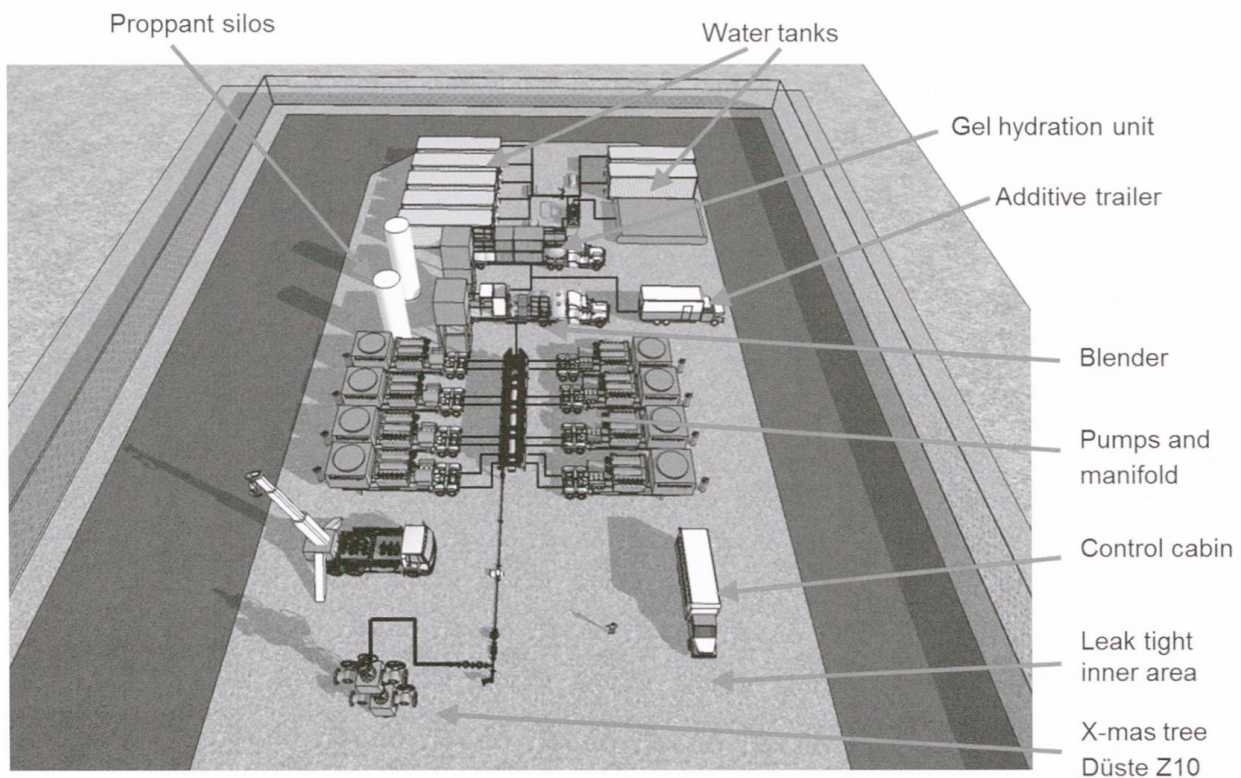 Proppant silos
Water tanks
Gel hydration unit
Additive trailer
Blender
Pumps and
manifold
Control cabin
Leak tight
inner area
X-mas tree
Düste Z10